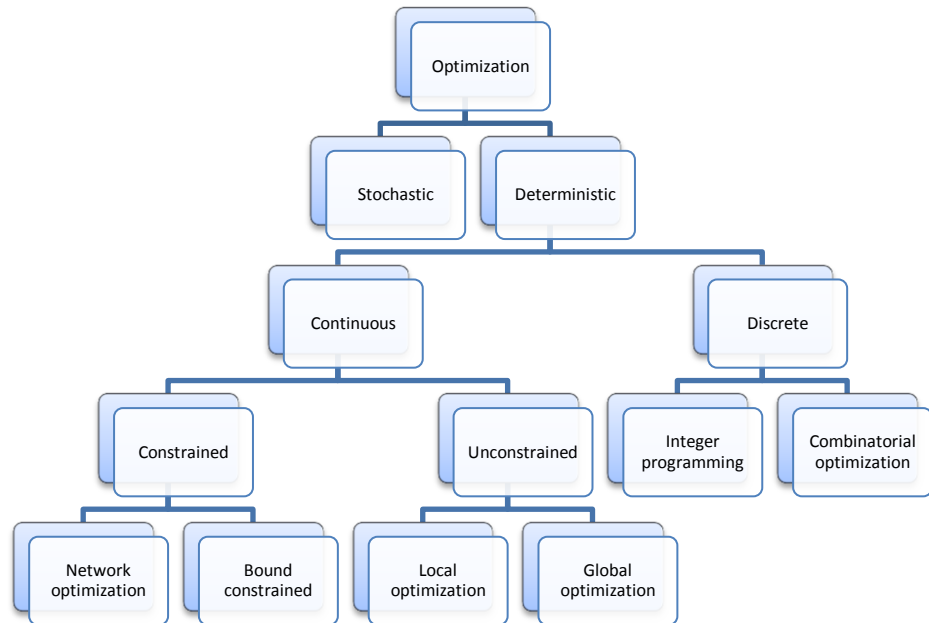 Optimization
Stochastic
Deterministic
Continuous
Discrete
Constrained
Unconstrained
Integer
programming
Combinatorial
optimization
Network
optimization
Bound
constrained
Local
optimization
Global
optimization